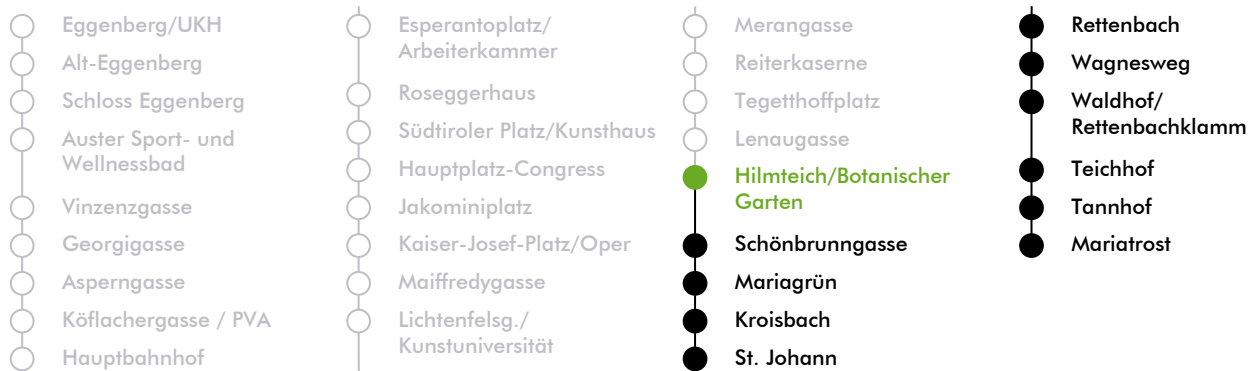 Eggenberg/UKH
Alt-Eggenberg
Schloss Eggenberg
Auster Sport- und
Wellnessbad
Vinzenzgasse
Georgigasse
Asperngasse
Köflachergasse / PVA
Hauptbahnhof
Esperantoplatz/
Arbeiterkammer
Roseggerhaus
Südtiroler Platz/Kunsthaus
Hauptplatz-Congress
Jakominiplatz
Kaiser-Josef-Platz/Oper
Maiffredygasse
Lichtenfelsg./
Kunstuniversität
Merangasse
Reiterkaserne
Tegetthoffplatz
Lenaugasse
Hilmteich/Botanischer
Garten
Schönbrunngasse
Mariagrün
Kroisbach
St. Johann
Rettenbach
Wagnesweg
Waldhof/
Rettenbachklamm
Teichhof
Tannhof
Mariatrost